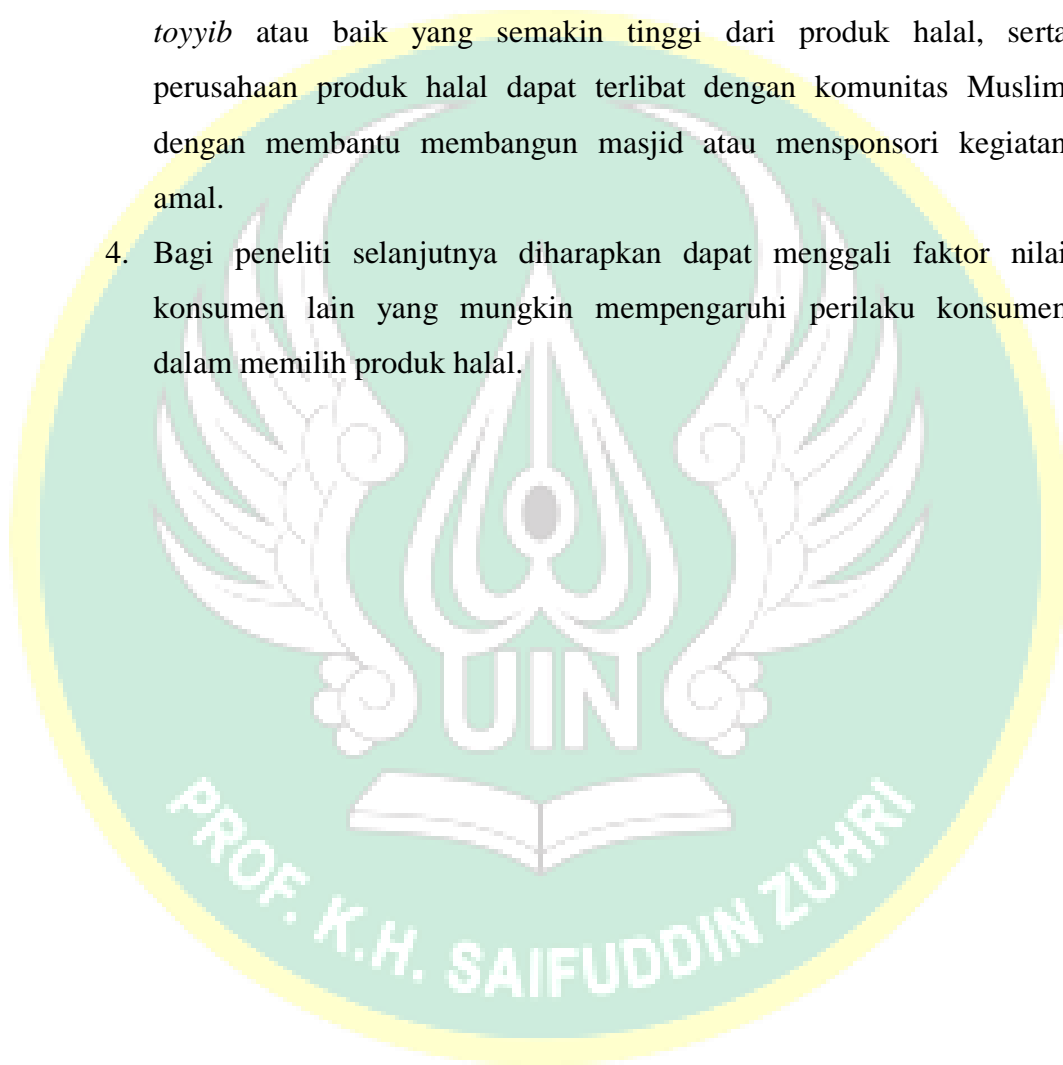 toyyib atau baik yang semakin tinggi dari produk halal, serta
perusahaan produk halal dapat terlibat dengan komunitas Muslim
dengan membantu membangun masjid atau mensponsori kegiatan
amal.
4. Bagi peneliti selanjutnya diharapkan dapat menggali faktor nilai
konsumen lain yang mungkin mempengaruhi perilaku konsumen
dalam memilih produk halal.
UIN
PROF. K.H. SAIFUDDIN ZUHRI